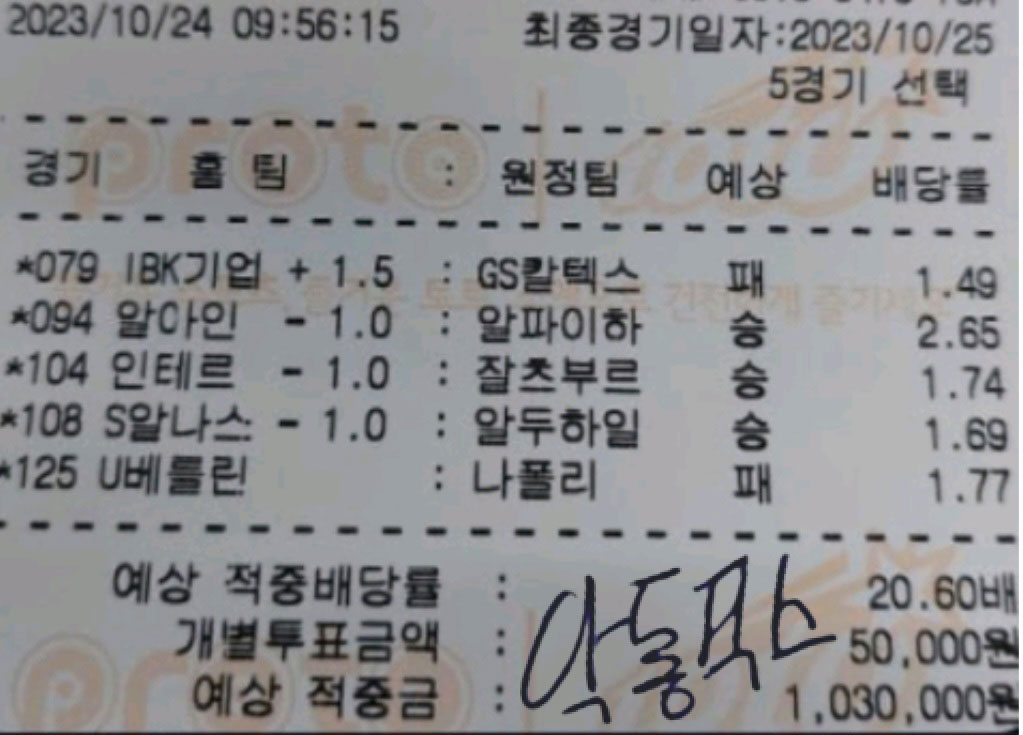 2023/10/24 09:56:15 최종경기일자:2023/10/25
5경기 선택
proto
경기 홈 팀 : 원정팀 예상 배당률
*079 IBK기업 + 1.5 : GS칼텍스 패 1.49
*094 알아인 - 1.0 : 알파이하 승 2.65
*104 인테르 - 1.0 : 잘츠부르 승 1.74
*108 S알나스 - 1.0 : 알두하일 승 1.69
*125 U베를린 : 나폴리 패 1.77
예상 적중배당률 : 20.60배
개별투표금액 : 50,000원
예상 적중금 : 1,030,000원
악동픽스
proto